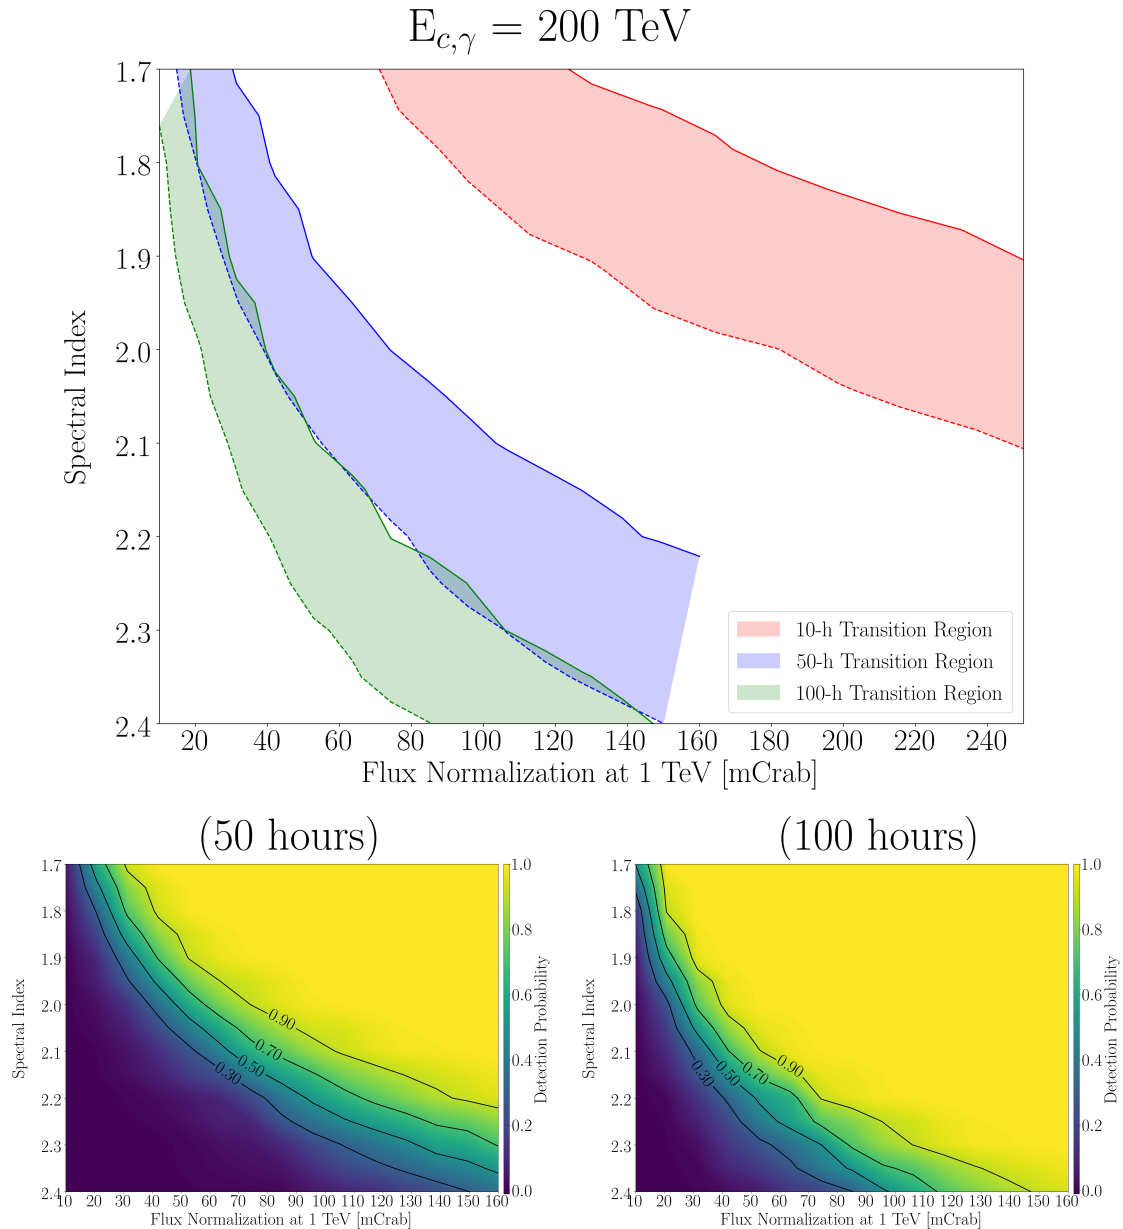 E_{c,γ} = 200 TeV
1.7
1.8
1.9
2.0
2.1
2.2
2.3
2.4
Spectral Index
10-h Transition Region
50-h Transition Region
100-h Transition Region
20 40 60 80 100 120 140 160 180 200 220 240
Flux Normalization at 1 TeV [mCrab]
(50 hours)
1.7
1.8
1.9
2.0
2.1
2.2
2.3
2.4
Spectral Index
0.90
0.70
0.50
0.30
10 20 30 40 50 60 70 80 90 100 110 120 130 140 150 160
Flux Normalization at 1 TeV [mCrab]
1.0
0.8
0.6
0.4
0.2
0.0
Detection Probability
(100 hours)
1.7
1.8
1.9
2.0
2.1
2.2
2.3
2.4
Spectral Index
0.90
0.70
0.50
0.30
10 20 30 40 50 60 70 80 90 100 110 120 130 140 150 160
Flux Normalization at 1 TeV [mCrab]
1.0
0.8
0.6
0.4
0.2
0.0
Detection Probability